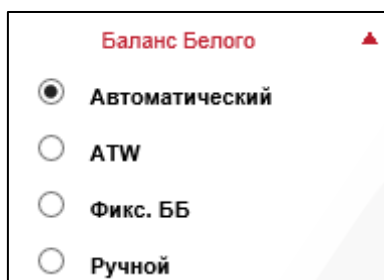 Баланс Белого
Автоматический
ATW
Фикс. ББ
Ручной